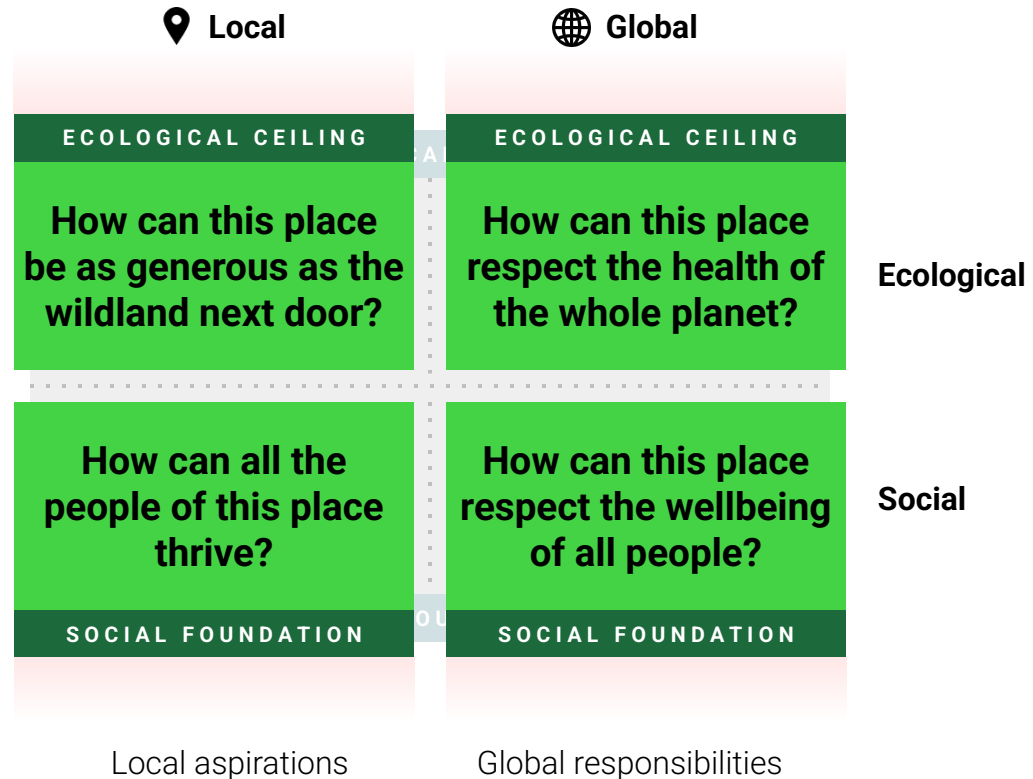 Local
Global
ECOLOGICAL CEILING
ECOLOGICAL CEILING
How can this place
be as generous as the
wildland next door?
How can this place
respect the health of
the whole planet?
Ecological
How can all the
people of this place
thrive?
How can this place
respect the wellbeing
of all people?
Social
SOCIAL FOUNDATION
SOCIAL FOUNDATION
Local aspirations
Global responsibilities